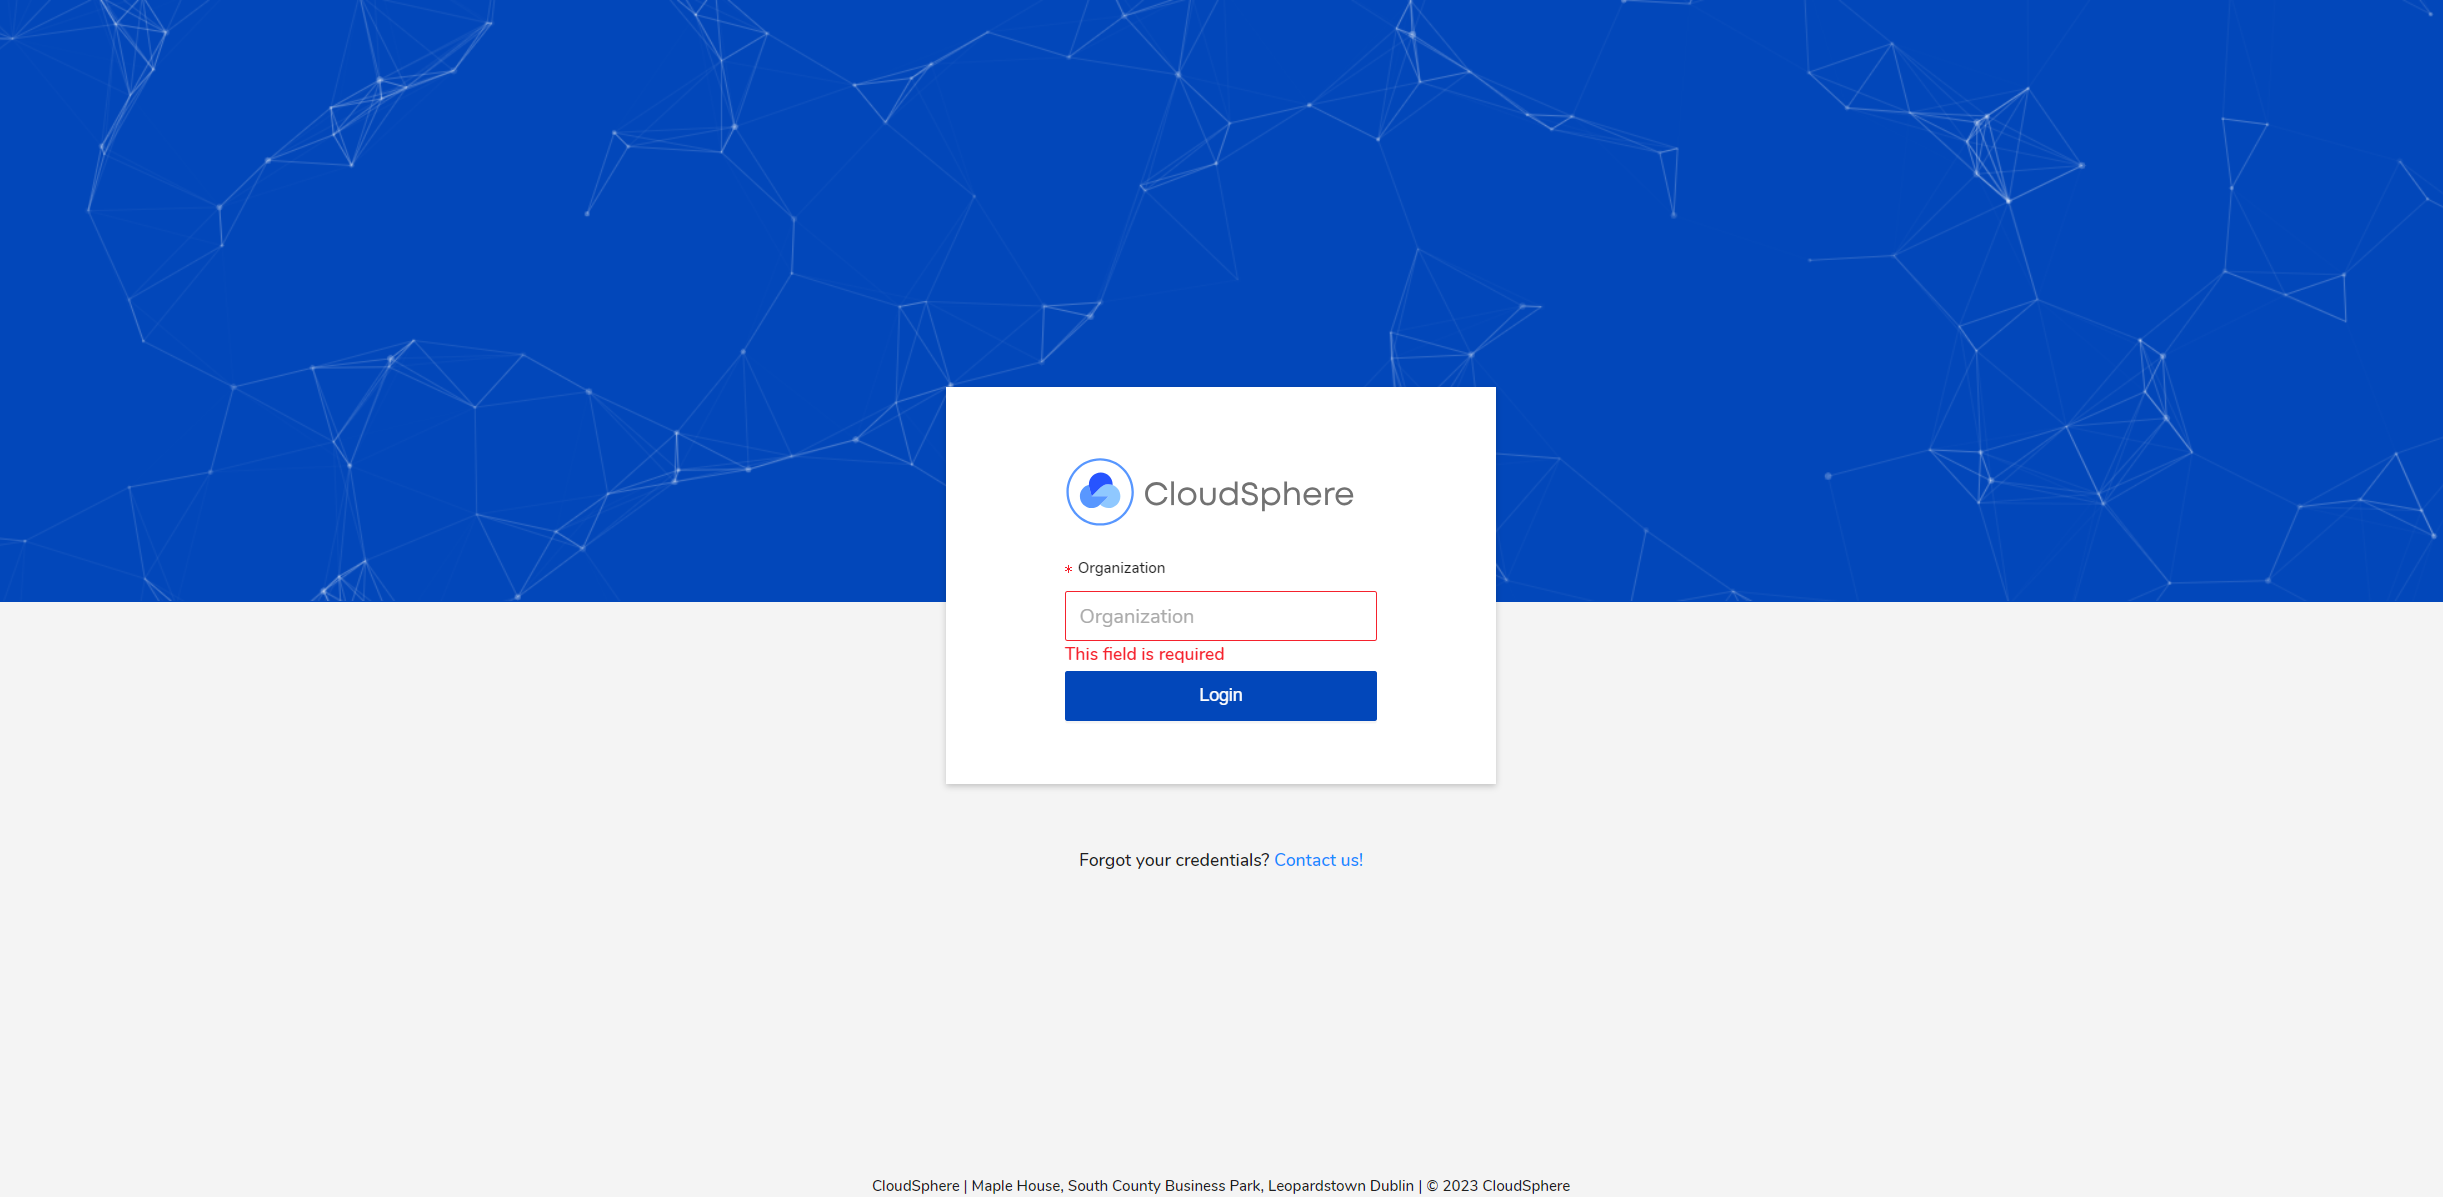 CloudSphere
* Organization
Organization
This field is required
Login
Forgot your credentials? Contact us!
CloudSphere | Maple House, South County Business Park, Leopardstown Dublin | © 2023 CloudSphere